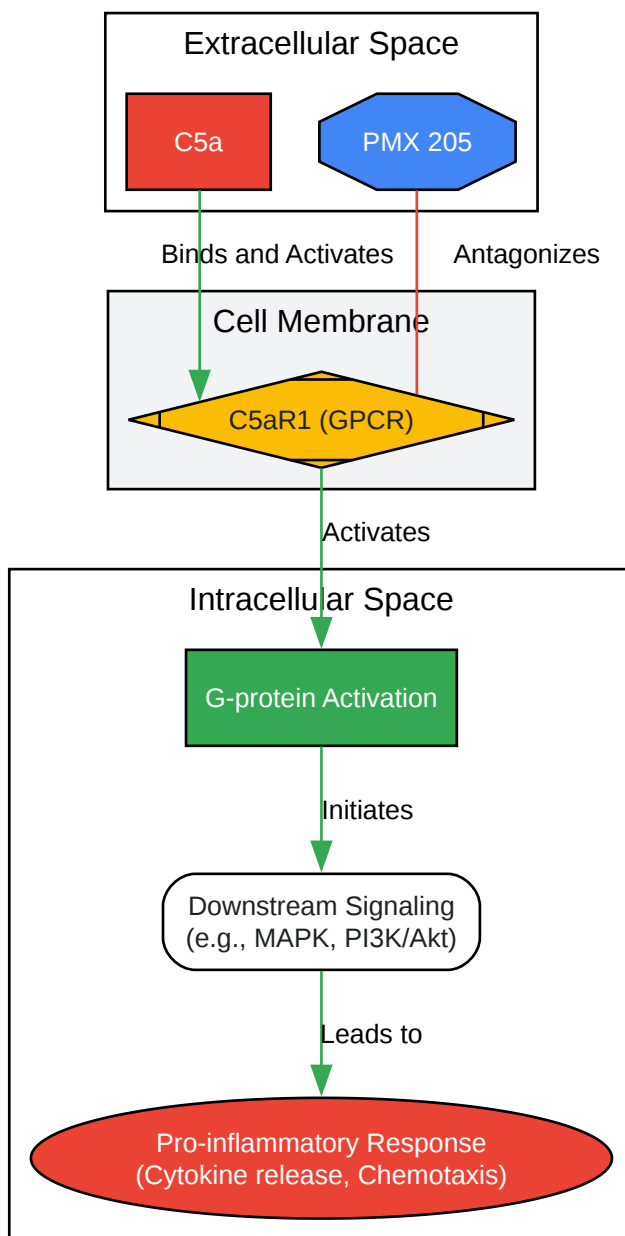 Extracellular Space
C5a
PMX 205
Binds and Activates
Antagonizes
Cell Membrane
C5aR1 (GPCR)
Activates
Intracellular Space
G-protein Activation
Initiates
Downstream Signaling
(e.g., MAPK, PI3K/Akt)
Leads to
Pro-inflammatory Response
(Cytokine release, Chemotaxis)